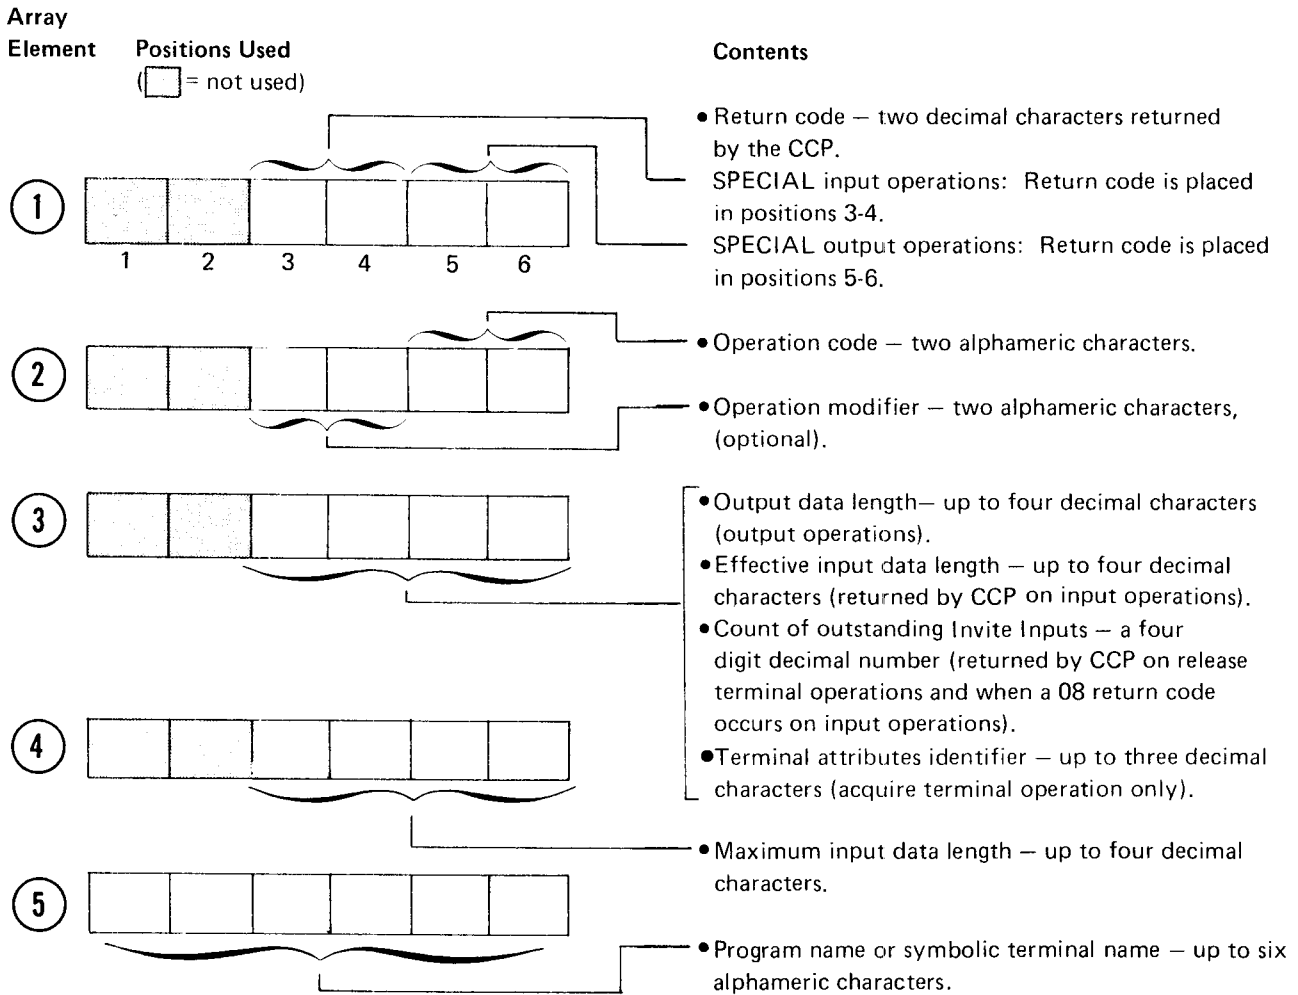 Array
Element Positions Used Contents
( = not used)
• Return code — two decimal characters returned
by the CCP.
SPECIAL input operations: Return code is placed
in positions 3-4.
1
SPECIAL output operations: Return code is placed
in positions 5-6.
1 2 3 4 5 6
2
• Operation code — two alphameric characters.
• Operation modifier — two alphameric characters,
(optional).
3
• Output data length— up to four decimal characters
(output operations).
• Effective input data length — up to four decimal
characters (returned by CCP on input operations).
• Count of outstanding Invite Inputs — a four
digit decimal number (returned by CCP on release
terminal operations and when a 08 return code
occurs on input operations).
4
• Terminal attributes identifier — up to three decimal
characters (acquire terminal operation only).
• Maximum input data length — up to four decimal
characters.
5
• Program name or symbolic terminal name — up to six
alphameric characters.